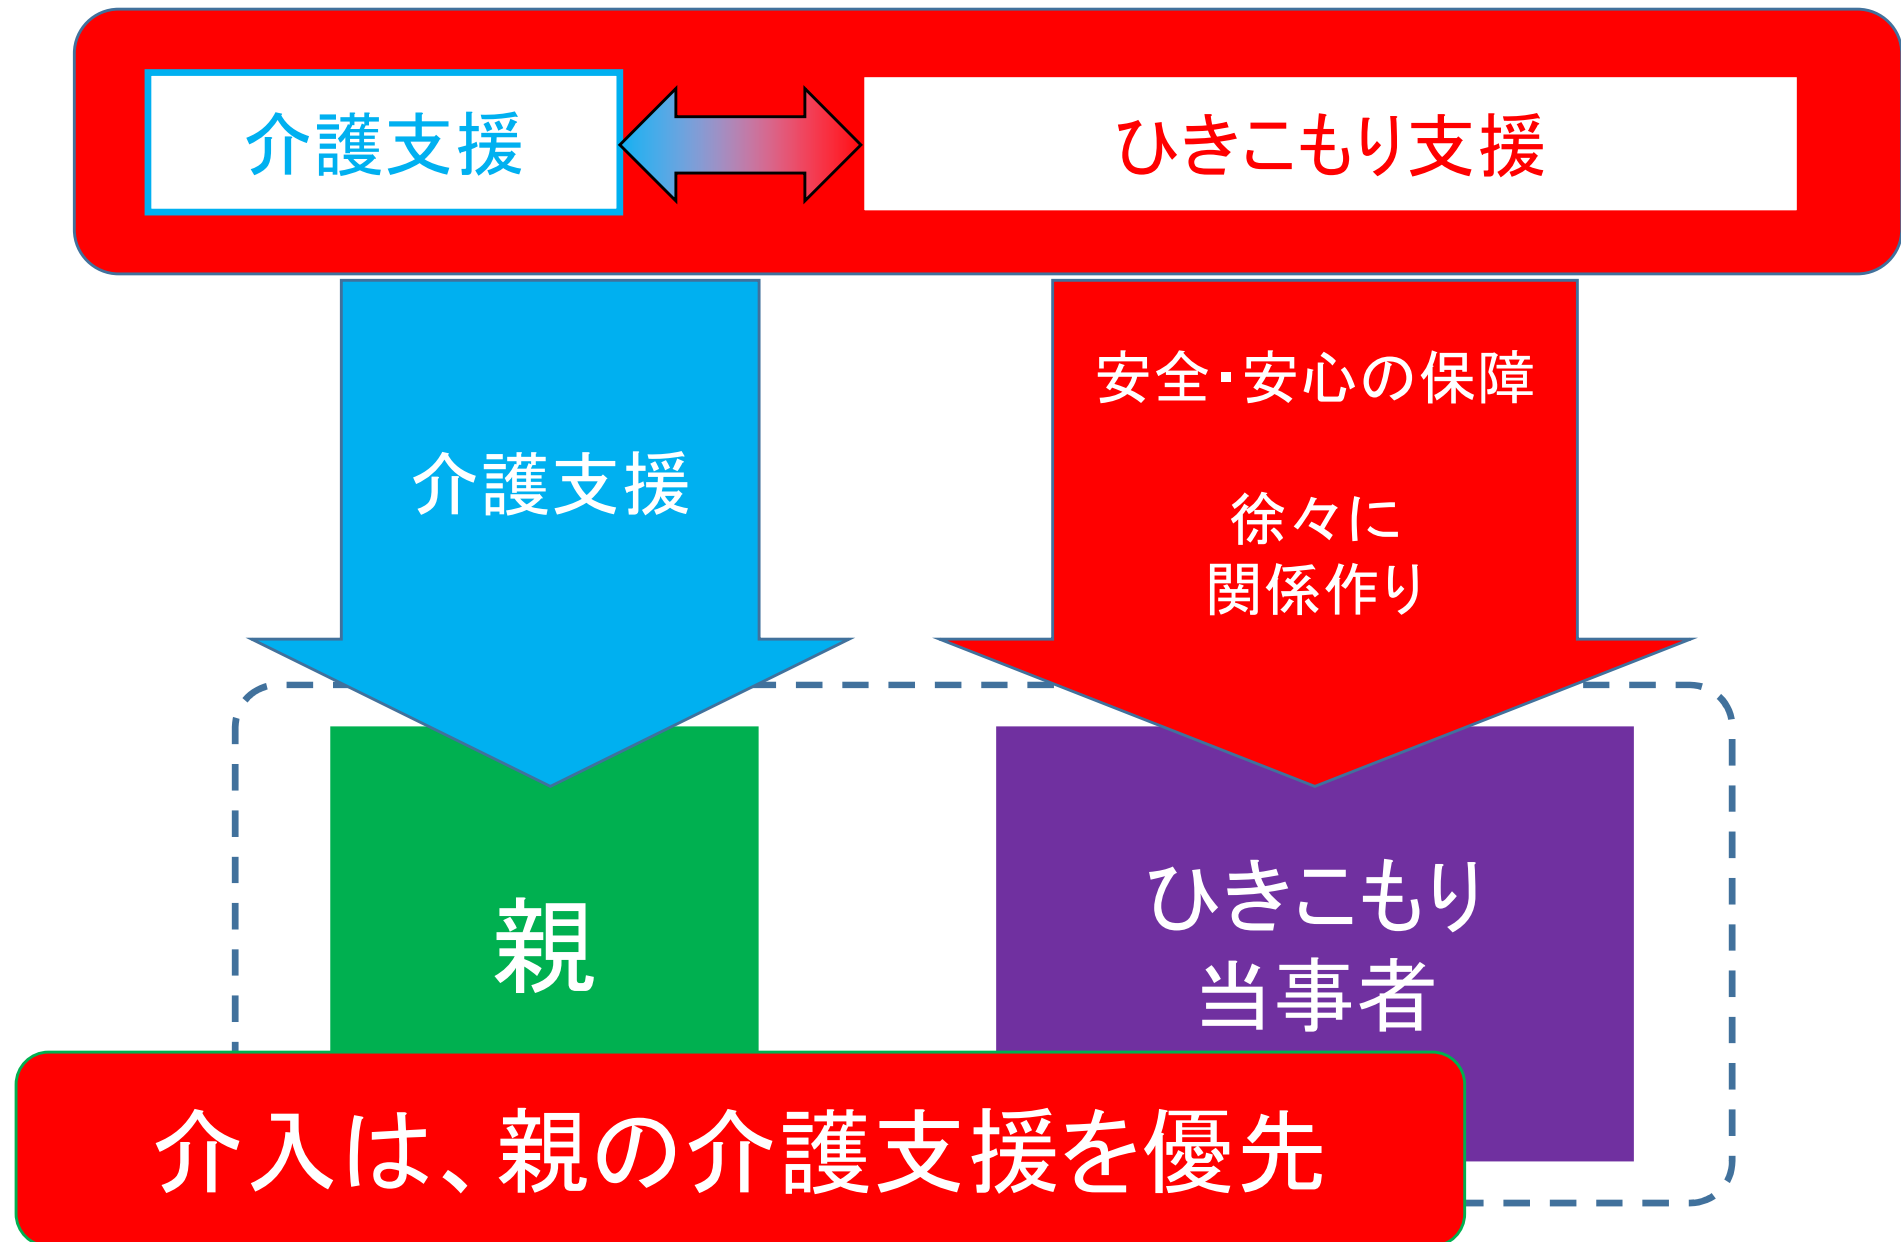 介護支援
ひきこもり支援
介護支援
安全・安心の保障
徐々に
関係作り
親
ひきこもり
当事者
介入は、親の介護支援を優先